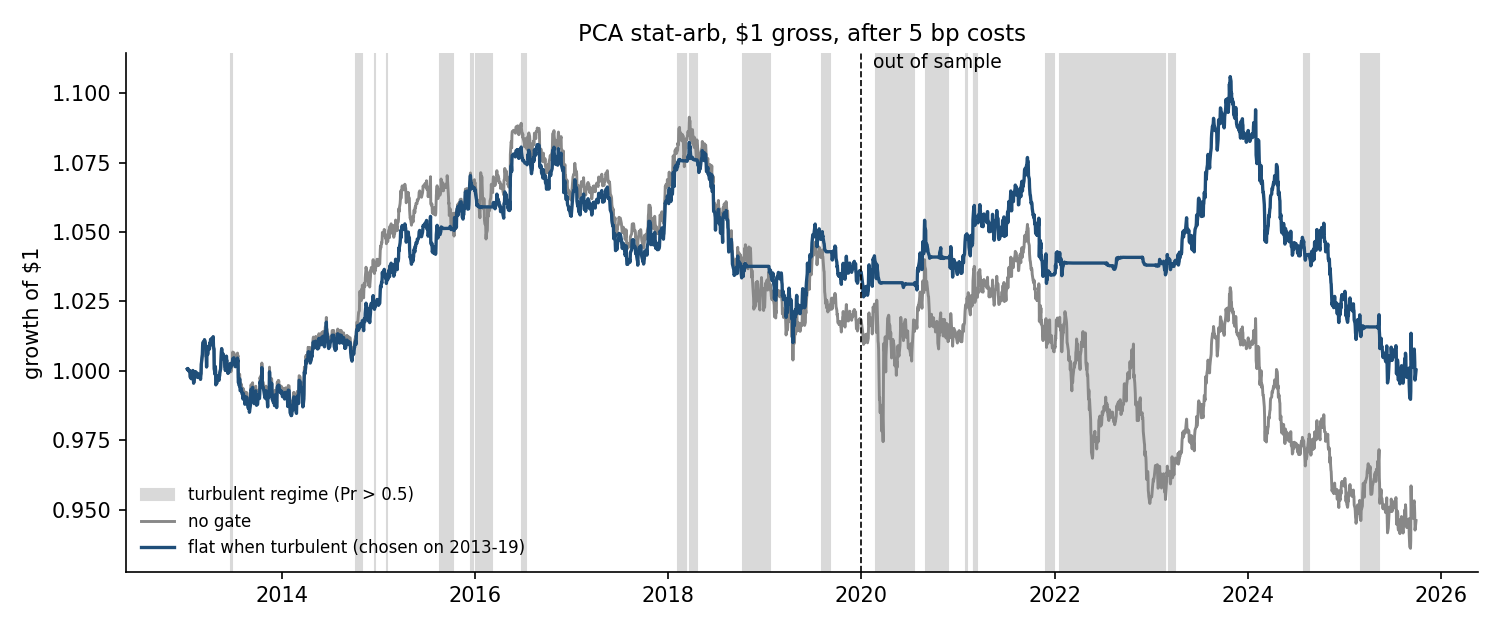 PCA stat-arb, $1 gross, after 5 bp costs
out of sample
growth of $1
1.100
1.075
1.050
1.025
1.000
0.975
0.950
turbulent regime (Pr > 0.5)
no gate
flat when turbulent (chosen on 2013-19)
2014
2016
2018
2020
2022
2024
2026